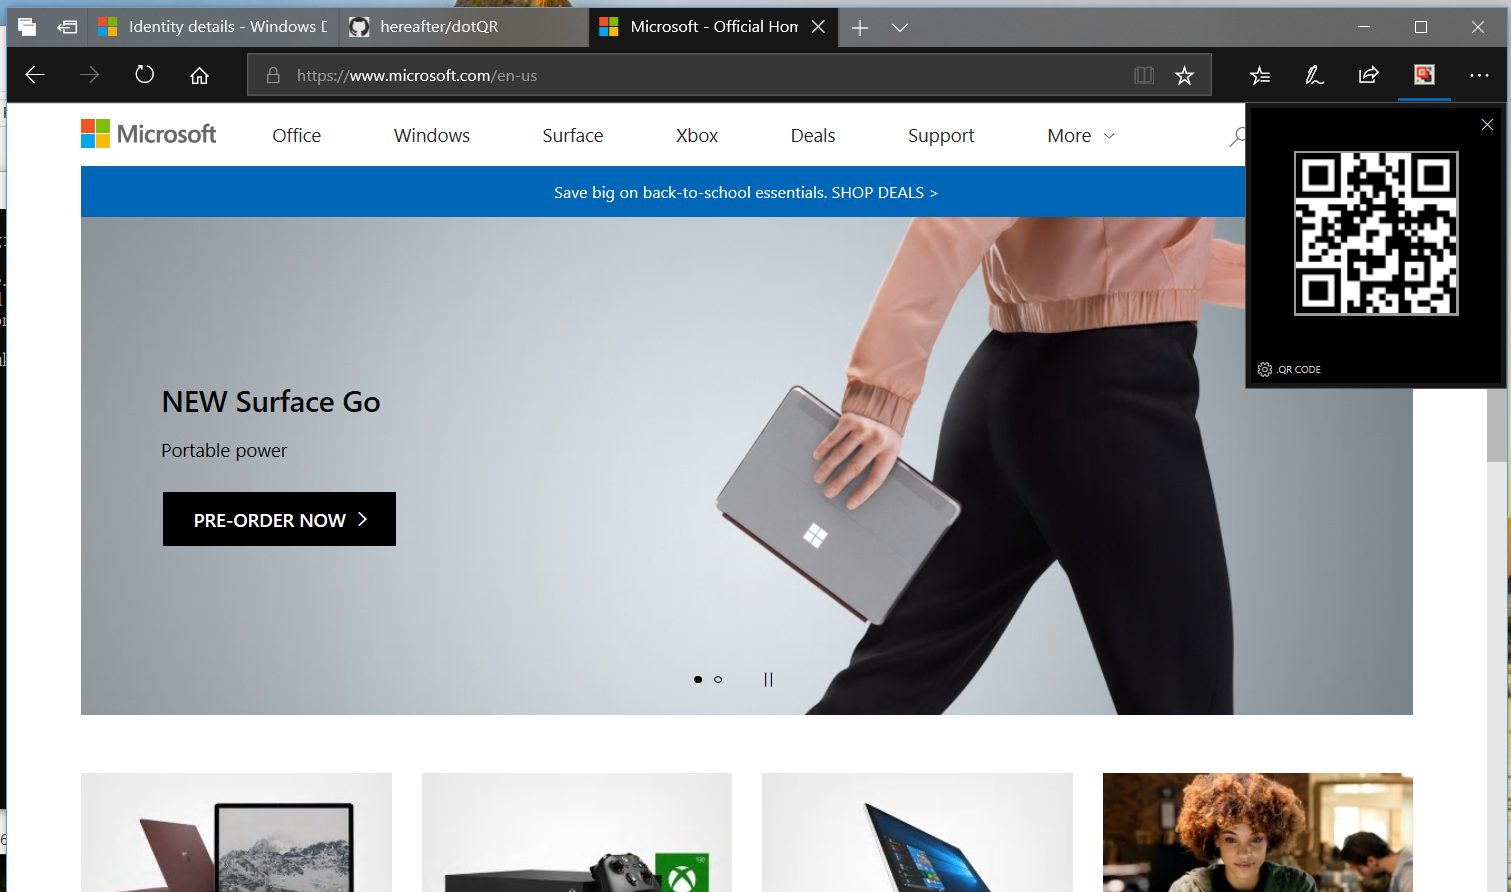 Identity details - Windows D
hereafter/dotQR
Microsoft - Official Hom
https://www.microsoft.com/en-us
Microsoft
Office
Windows
Surface
Xbox
Deals
Support
More
Save big on back-to-school essentials. SHOP DEALS >
.QR CODE
NEW Surface Go
Portable power
PRE-ORDER NOW